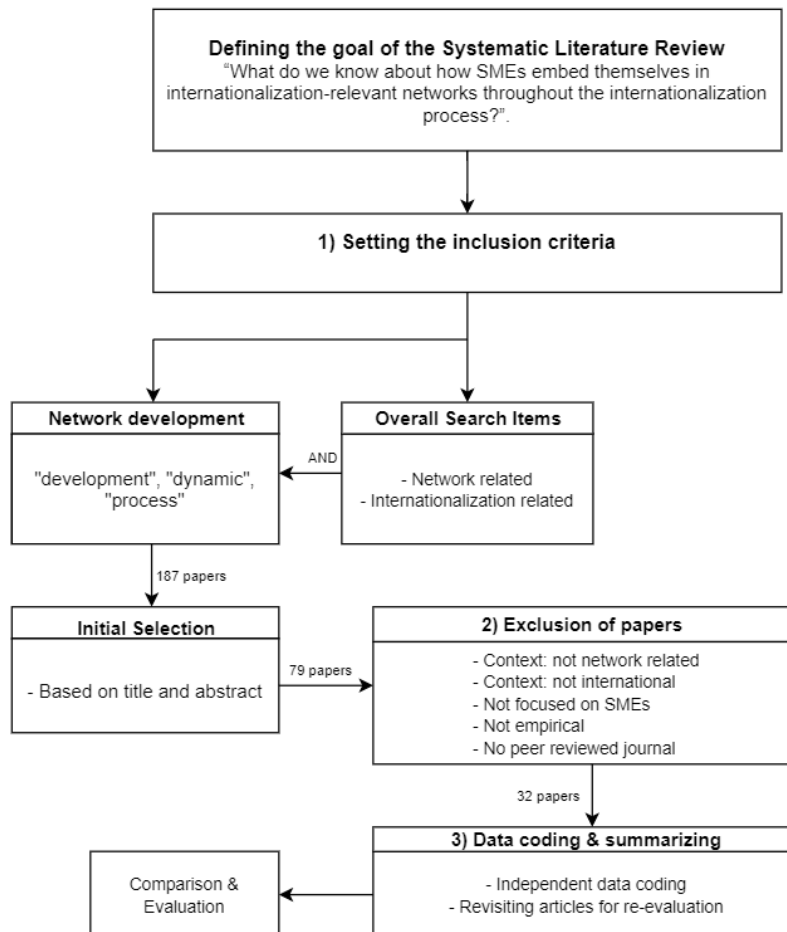 Defining the goal of the Systematic Literature Review
“What do we know about how SMEs embed themselves in
internationalization-relevant networks throughout the internationalization
process?”.
1) Setting the inclusion criteria
Network development
"development", "dynamic",
"process"
AND
Overall Search Items
- Network related
- Internationalization related
187 papers
Initial Selection
- Based on title and abstract
79 papers
2) Exclusion of papers
- Context: not network related
- Context: not international
- Not focused on SMEs
- Not empirical
- No peer reviewed journal
32 papers
3) Data coding & summarizing
- Independent data coding
- Revisiting articles for re-evaluation
Comparison &
Evaluation